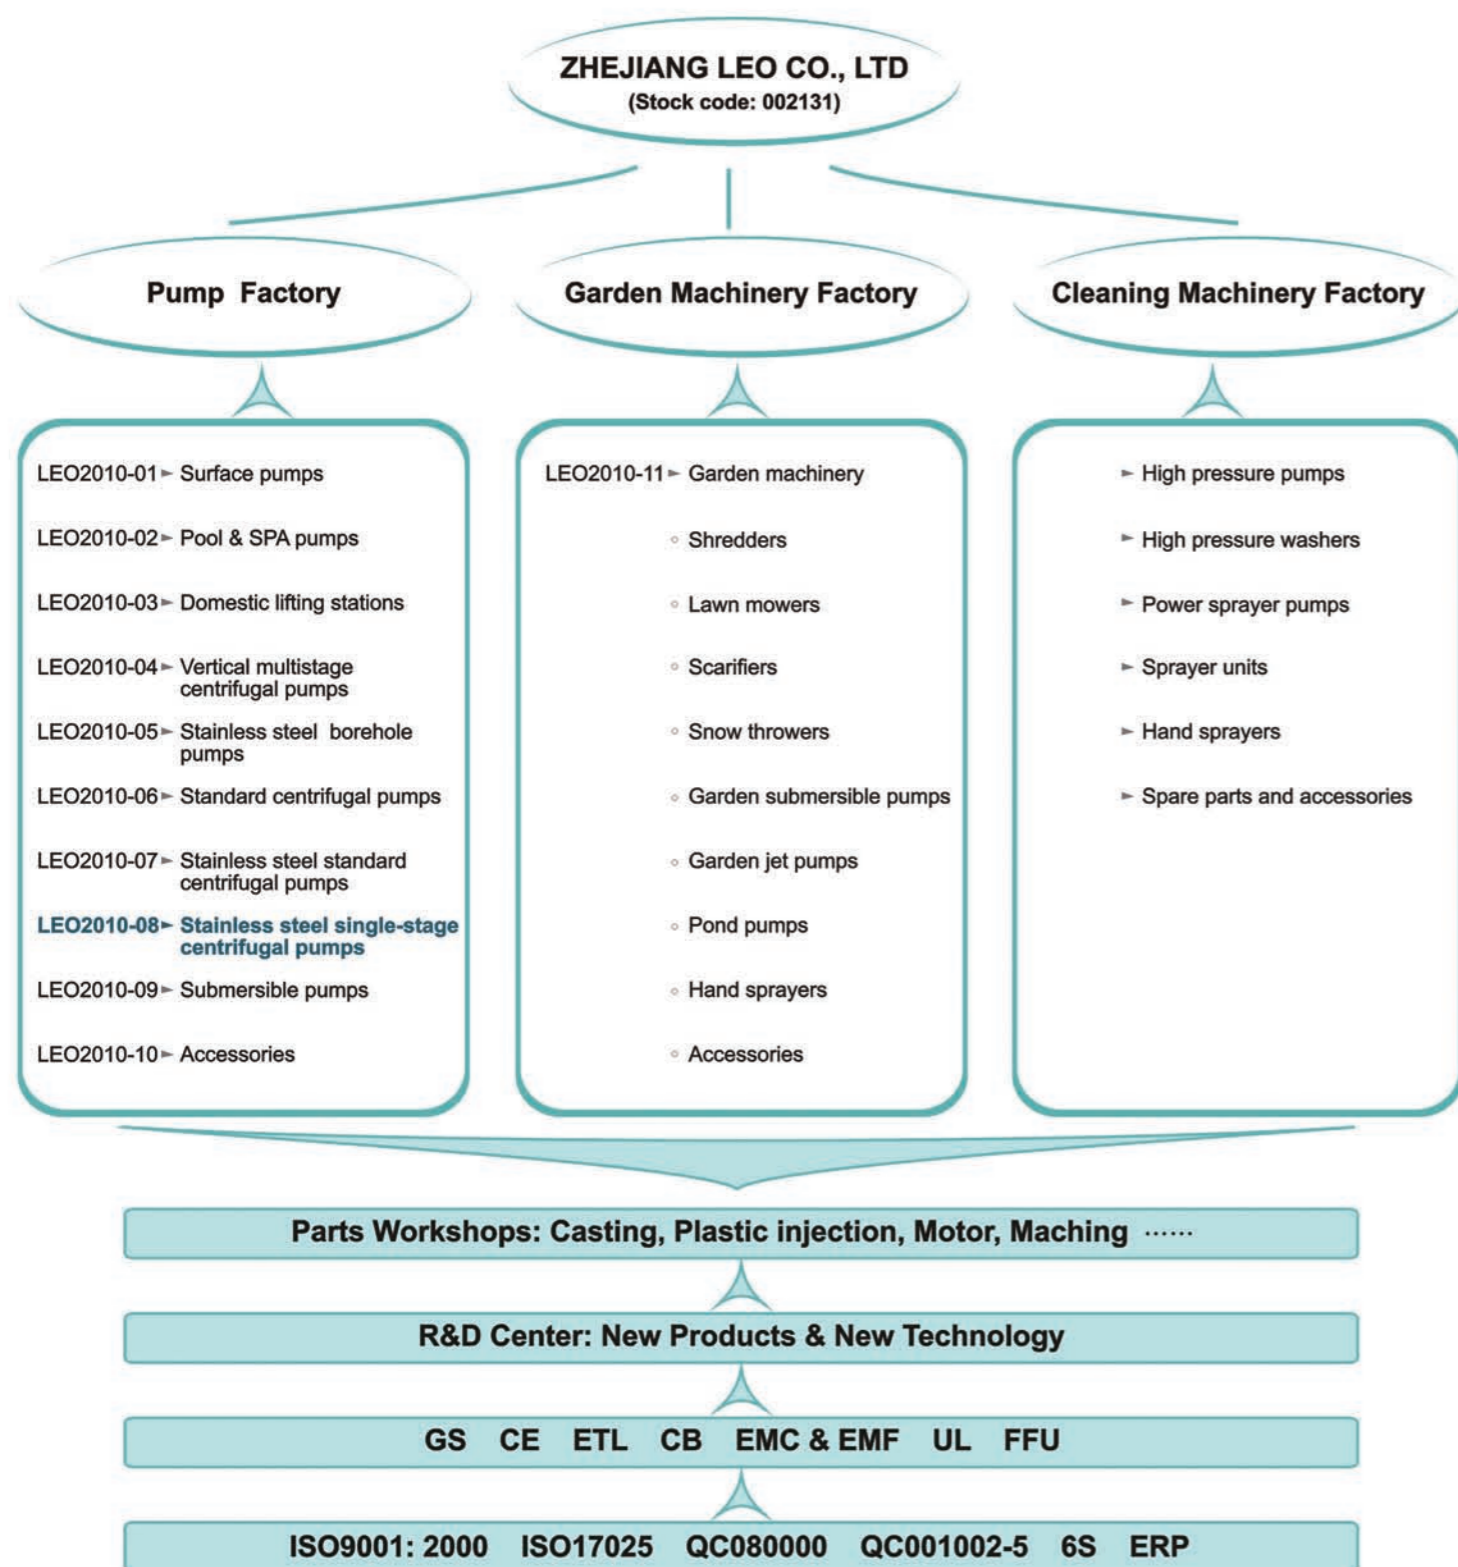 ZHEJIANG LEO CO., LTD
(Stock code: 002131)
Pump Factory
LEO2010-01 ► Surface pumps
LEO2010-02 ► Pool & SPA pumps
LEO2010-03 ► Domestic lifting stations
LEO2010-04 ► Vertical multistage
centrifugal pumps
LEO2010-05 ► Stainless steel borehole
pumps
LEO2010-06 ► Standard centrifugal pumps
LEO2010-07 ► Stainless steel standard
centrifugal pumps
LEO2010-08 ► Stainless steel single-stage
centrifugal pumps
LEO2010-09 ► Submersible pumps
LEO2010-10 ► Accessories
Garden Machinery Factory
LEO2010-11 ► Garden machinery
○ Shredders
○ Lawn mowers
○ Scarifiers
○ Snow throwers
○ Garden submersible pumps
○ Garden jet pumps
○ Pond pumps
○ Hand sprayers
○ Accessories
Cleaning Machinery Factory
► High pressure pumps
► High pressure washers
► Power sprayer pumps
► Sprayer units
► Hand sprayers
► Spare parts and accessories
Parts Workshops: Casting, Plastic injection, Motor, Maching ······
R&D Center: New Products & New Technology
GS CE ETL CB EMC & EMF UL FFU
ISO9001: 2000 ISO17025 QC080000 QC001002-5 6S ERP